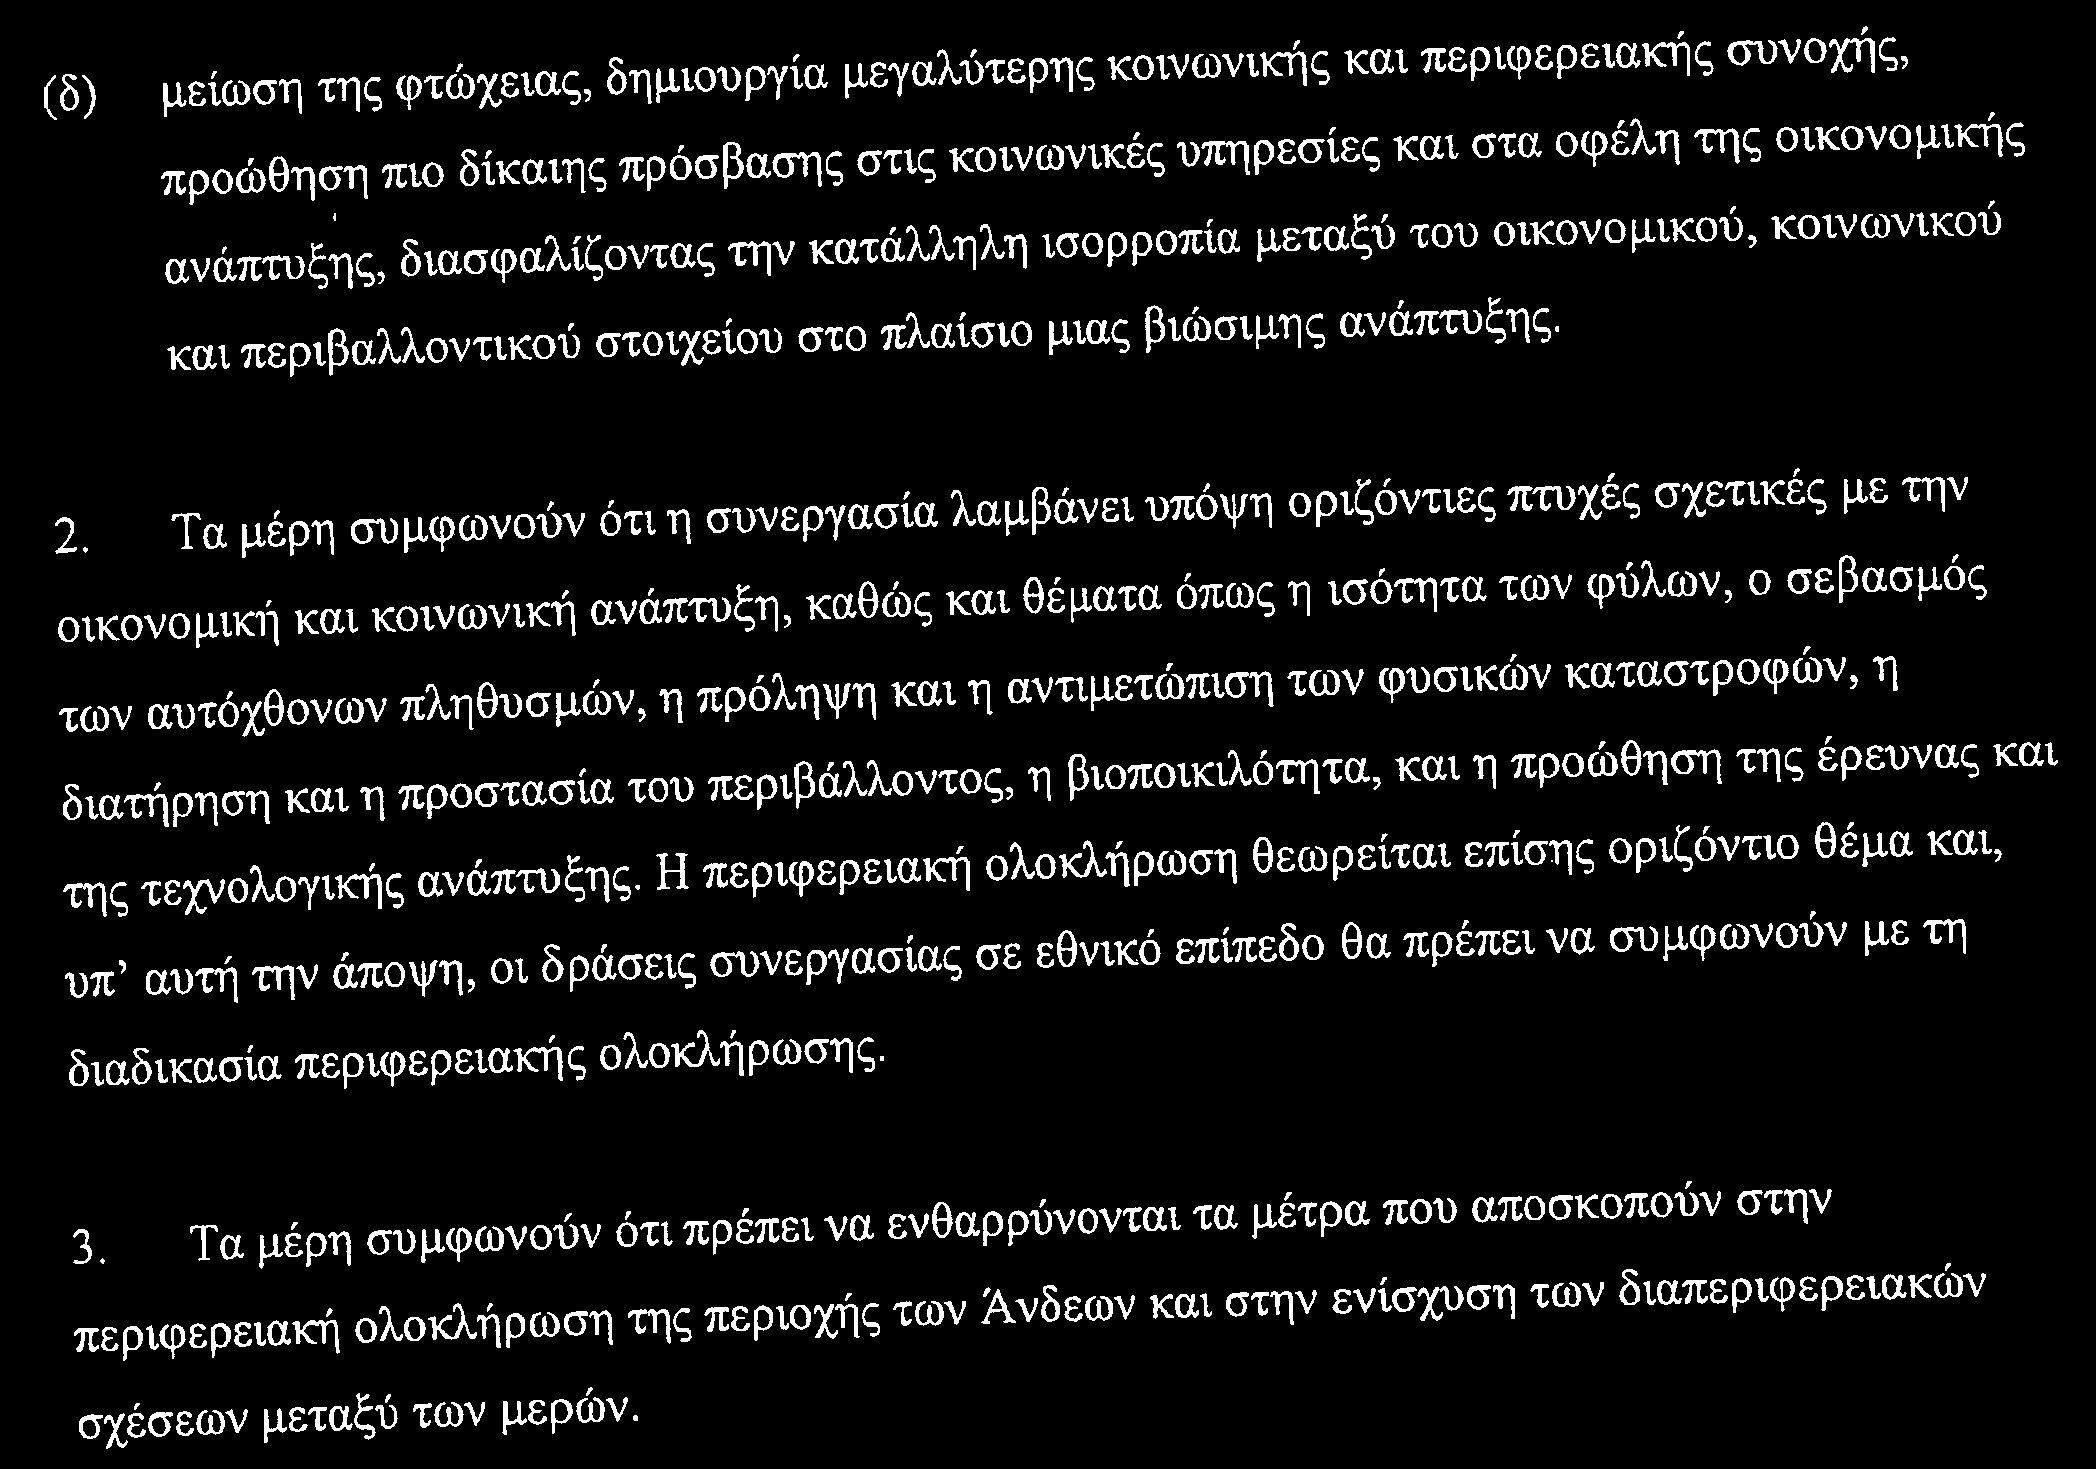 (δ) μείωση της φτώχειας, δημιουργία μεγαλύτερης κοινωνικής και περιφερειακής συνοχής,
προώθηση πιο δίκαιης πρόσβασης στις κοινωνικές υπηρεσίες και στα οφέλη της οικονομικής
ανάπτυξης, διασφαλίζοντας την κατάλληλη ισορροπία μεταξύ του οικονομικού, κοινωνικού
και περιβαλλοντικού στοιχείου στο πλαίσιο μιας βιώσιμης ανάπτυξης.
2. Τα μέρη συμφωνούν ότι η συνεργασία λαμβάνει υπόψη οριζόντιες πτυχές σχετικές με την
οικονομική και κοινωνική ανάπτυξη, καθώς και θέματα όπως η ισότητα των φύλων, ο σεβασμός
των αυτόχθονων πληθυσμών, η πρόληψη και η αντιμετώπιση των φυσικών καταστροφών, η
διατήρηση και η προστασία του περιβάλλοντος, η βιοποικιλότητα, και η προώθηση της έρευνας και
της τεχνολογικής ανάπτυξης. Η περιφερειακή ολοκλήρωση θεωρείται επίσης οριζόντιο θέμα και,
υπ’ αυτή την άποψη, οι δράσεις συνεργασίας σε εθνικό επίπεδο θα πρέπει να συμφωνούν με τη
διαδικασία περιφερειακής ολοκλήρωσης.
3. Τα μέρη συμφωνούν ότι πρέπει να ενθαρρύνονται τα μέτρα που αποσκοπούν στην
περιφερειακή ολοκλήρωση της περιοχής των Άνδεων και στην ενίσχυση των διαπεριφερειακών
σχέσεων μεταξύ των μερών.